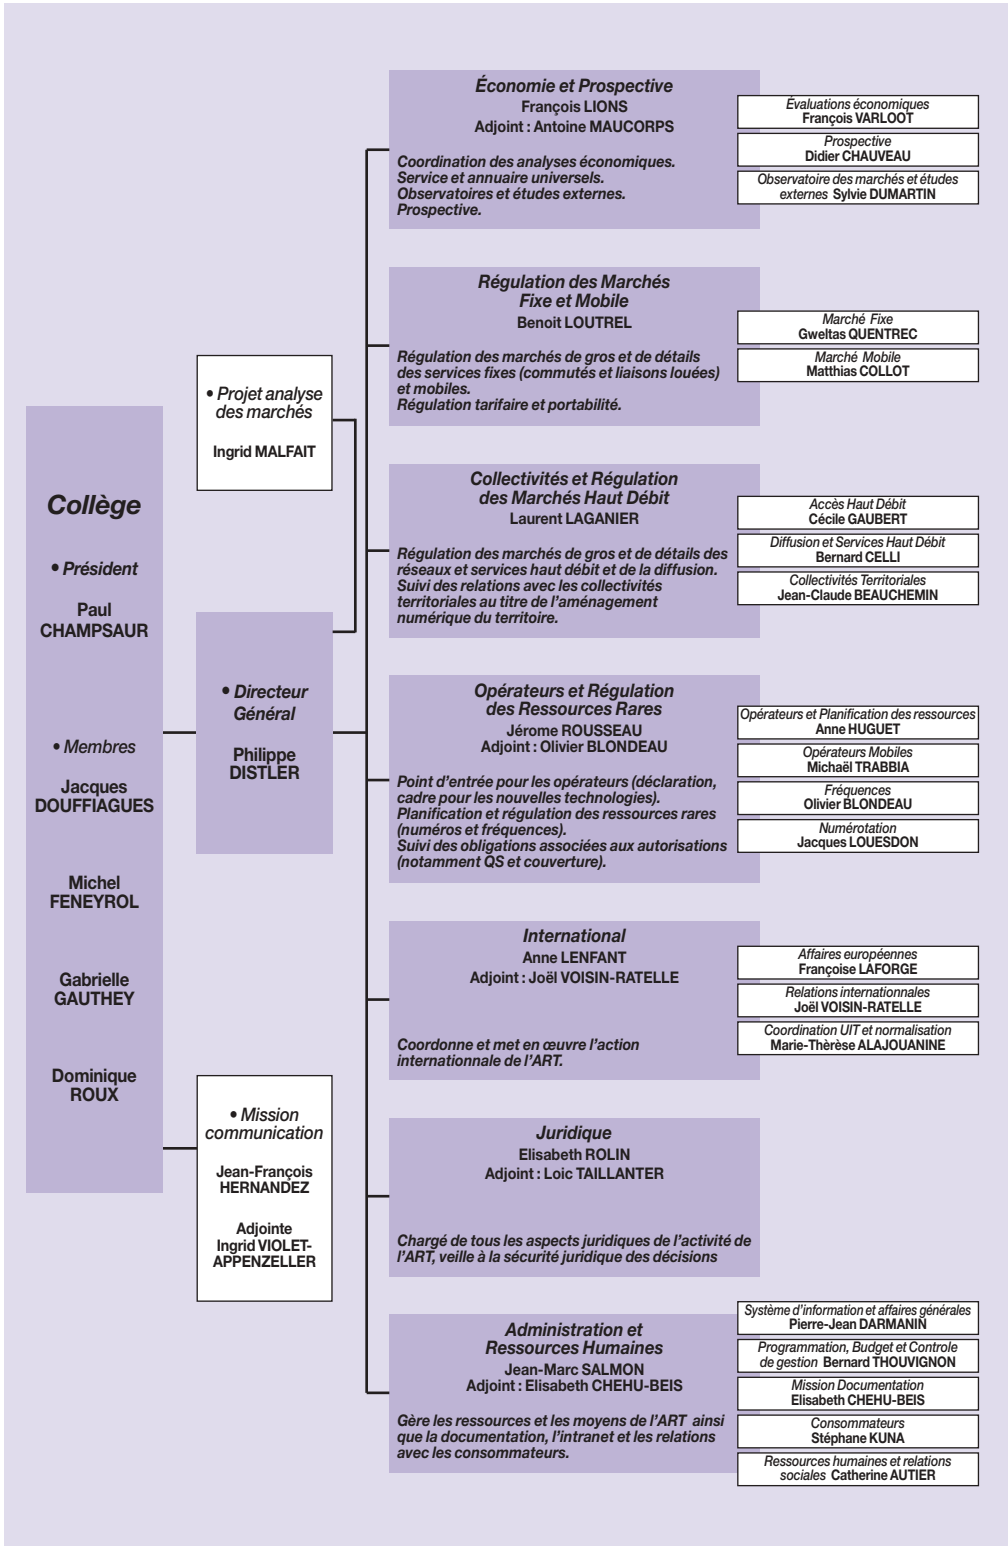 Collège
• Président
Paul
CHAMPSAUR
• Membres
Jacques
DOUFFIAGUES
Michel
FENEYROL
Gabrielle
GAUTHEY
Dominique
ROUX
• Projet analyse
des marchés
Ingrid MALFAIT
• Directeur
Général
Philippe
DISTLER
• Mission
communication
Jean-François
HERNANDEZ
Adjointe
Ingrid VIOLET-
APPENZELLER
Économie et Prospective
François LIONS
Adjoint : Antoine MAUCORPS
Coordination des analyses économiques.
Service et annuaire universels.
Observatoires et études externes.
Prospective.
Évaluations économiques
François VARLOOT
Prospective
Didier CHAUVEAU
Observatoire des marchés et études
externes Sylvie DUMARTIN
Régulation des Marchés
Fixe et Mobile
Benoit LOUTREL
Régulation des marchés de gros et de détails
des services fixes (commutés et liaisons louées)
et mobiles.
Régulation tarifaire et portabilité.
Marché Fixe
Gweltas QUENTREC
Marché Mobile
Matthias COLLOT
Collectivités et Régulation
des Marchés Haut Débit
Laurent LAGANIER
Régulation des marchés de gros et de détails des
réseaux et services haut débit et de la diffusion.
Suivi des relations avec les collectivités
territoriales au titre de l’aménagement
numérique du territoire.
Accès Haut Débit
Cécile GAUBERT
Diffusion et Services Haut Débit
Bernard CELLI
Collectivités Territoriales
Jean-Claude BEAUCHEMIN
Opérateurs et Régulation
des Ressources Rares
Jérome ROUSSEAU
Adjoint : Olivier BLONDEAU
Point d’entrée pour les opérateurs (déclaration,
cadre pour les nouvelles technologies).
Planification et régulation des ressources rares
(numéros et fréquences).
Suivi des obligations associées aux autorisations
(notamment QS et couverture).
Opérateurs et Planification des ressources
Anne HUGUET
Opérateurs Mobiles
Michaël TRABBIA
Fréquences
Olivier BLONDEAU
Numérotation
Jacques LOUESDON
International
Anne LENFANT
Adjoint : Joël VOISIN-RATELLE
Coordonne et met en œuvre l’action
internationale de l’ART.
Affaires européennes
Françoise LAFORGE
Relations internationnales
Joël VOISIN-RATELLE
Coordination UIT et normalisation
Marie-Thèrèse ALAJOUANINE
Juridique
Elisabeth ROLIN
Adjoint : Loic TAILLANTER
Chargé de tous les aspects juridiques de l’activité de
l’ART, veille à la sécurité juridique des décisions
Administration et
Ressources Humaines
Jean-Marc SALMON
Adjoint : Elisabeth CHEHU-BEIS
Gère les ressources et les moyens de l’ART ainsi
que la documentation, l’intranet et les relations
avec les consommateurs.
Système d’information et affaires générales
Pierre-Jean DARMANIN
Programmation, Budget et Controle
de gestion Bernard THOUVIGNON
Mission Documentation
Elisabeth CHEHU-BEIS
Consommateurs
Stéphane KUNA
Ressources humaines et relations
sociales Catherine AUTIER